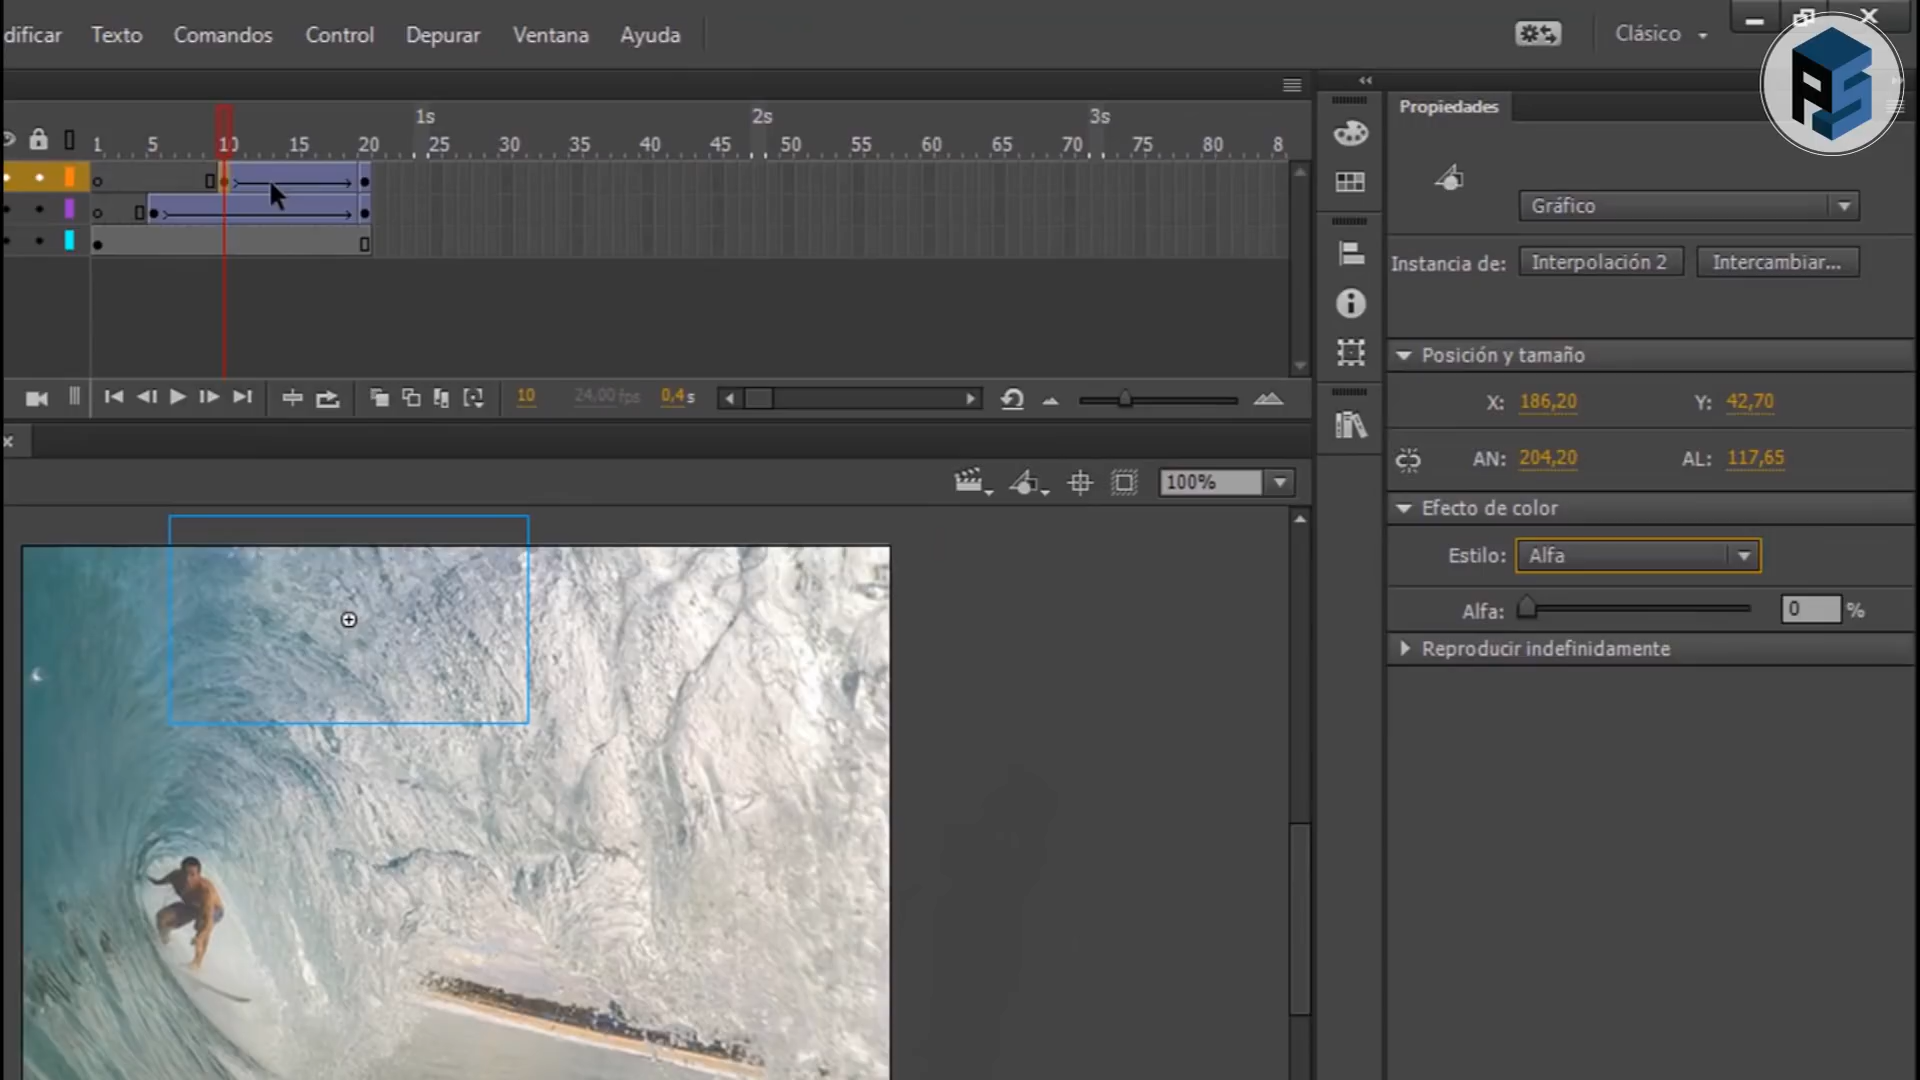 dificar Texto Comandos Control Depurar Ventana Ayuda Clásico
Propiedades
1s 2s 3s
1 5 10 15 20 25 30 35 40 45 50 55 60 65 70 75 80 8
Gráfico
Instancia de: Interpolación 2 Intercambiar...
Posición y tamaño
X: 186,20 Y: 42,70
10 24,00 fps 0,4 s
AN: 204,20 AL: 117,65
100%
Efecto de color
Estilo: Alfa
Alfa: 0 %
Reproducir indefinidamente